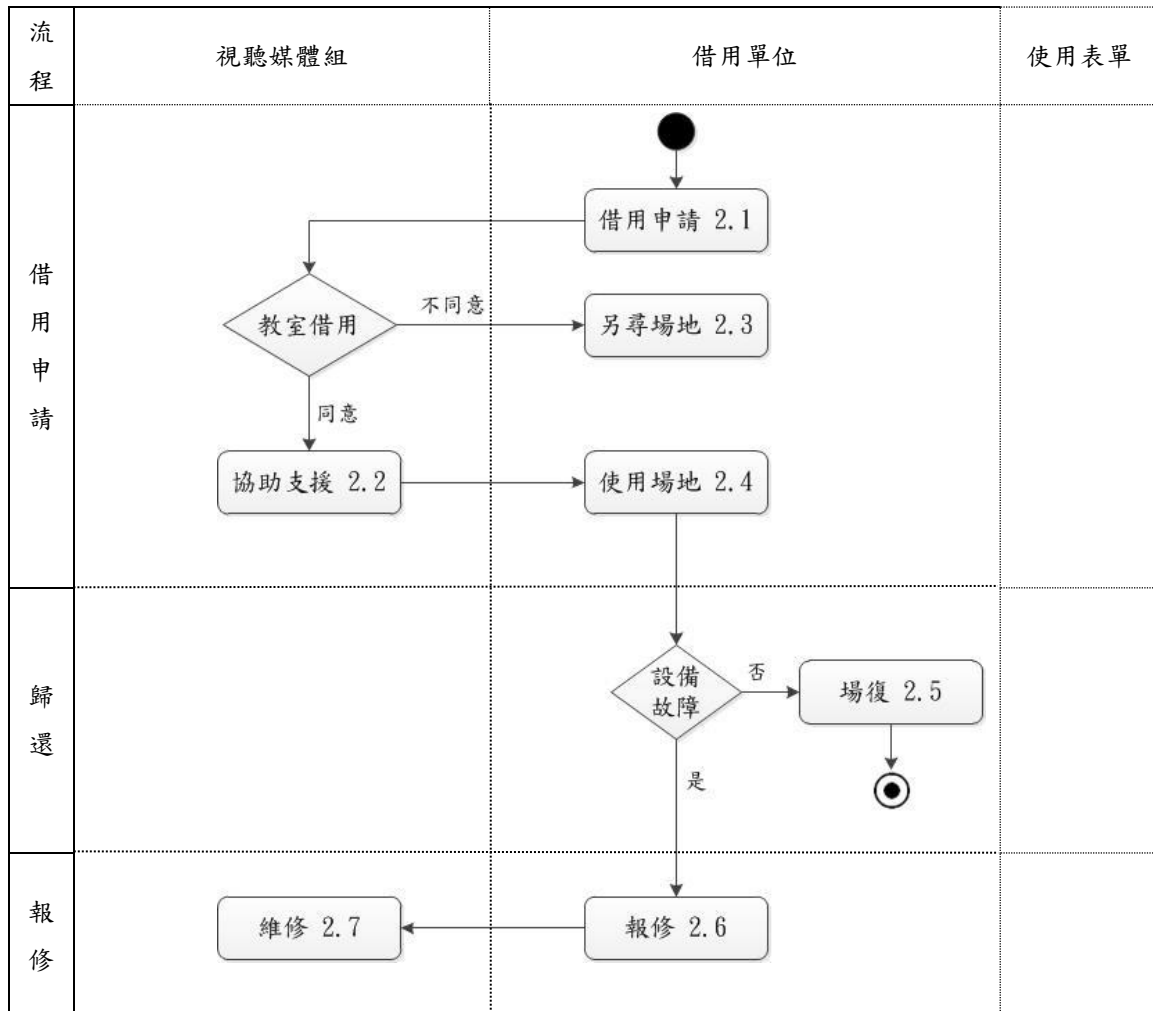 流
程
視聽媒體組
借用單位
使用表單
借
用
申
請
借用申請 2.1
教室借用
不同意
另尋場地 2.3
同意
協助支援 2.2
使用場地 2.4
歸
還
設備
故障
否
場復 2.5
是
報
修
維修 2.7
報修 2.6